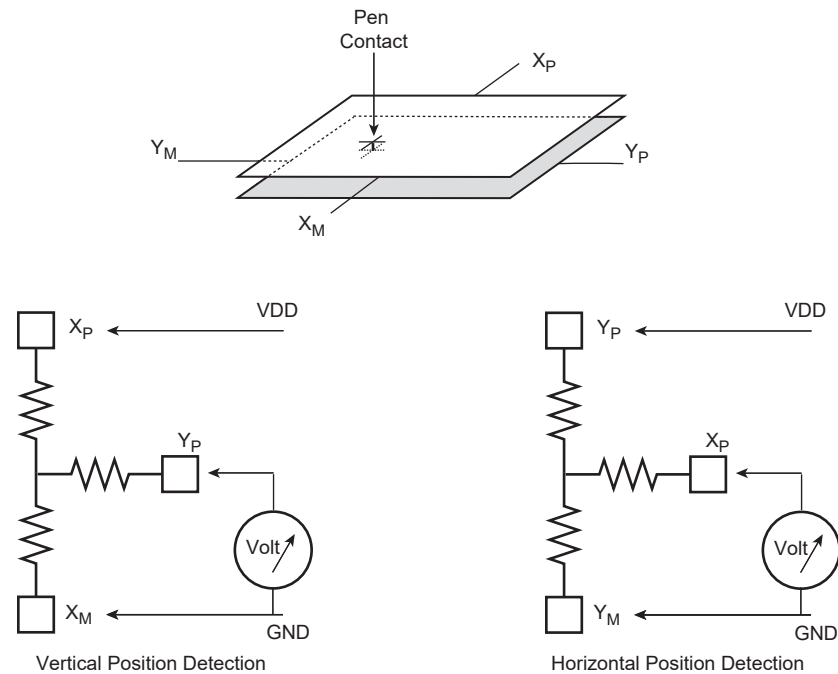 Pen
Contact
XP
YM
YP
XM
VDD
XP
YP
Volt
XM
GND
Vertical Position Detection
VDD
YP
XP
Volt
YM
GND
Horizontal Position Detection